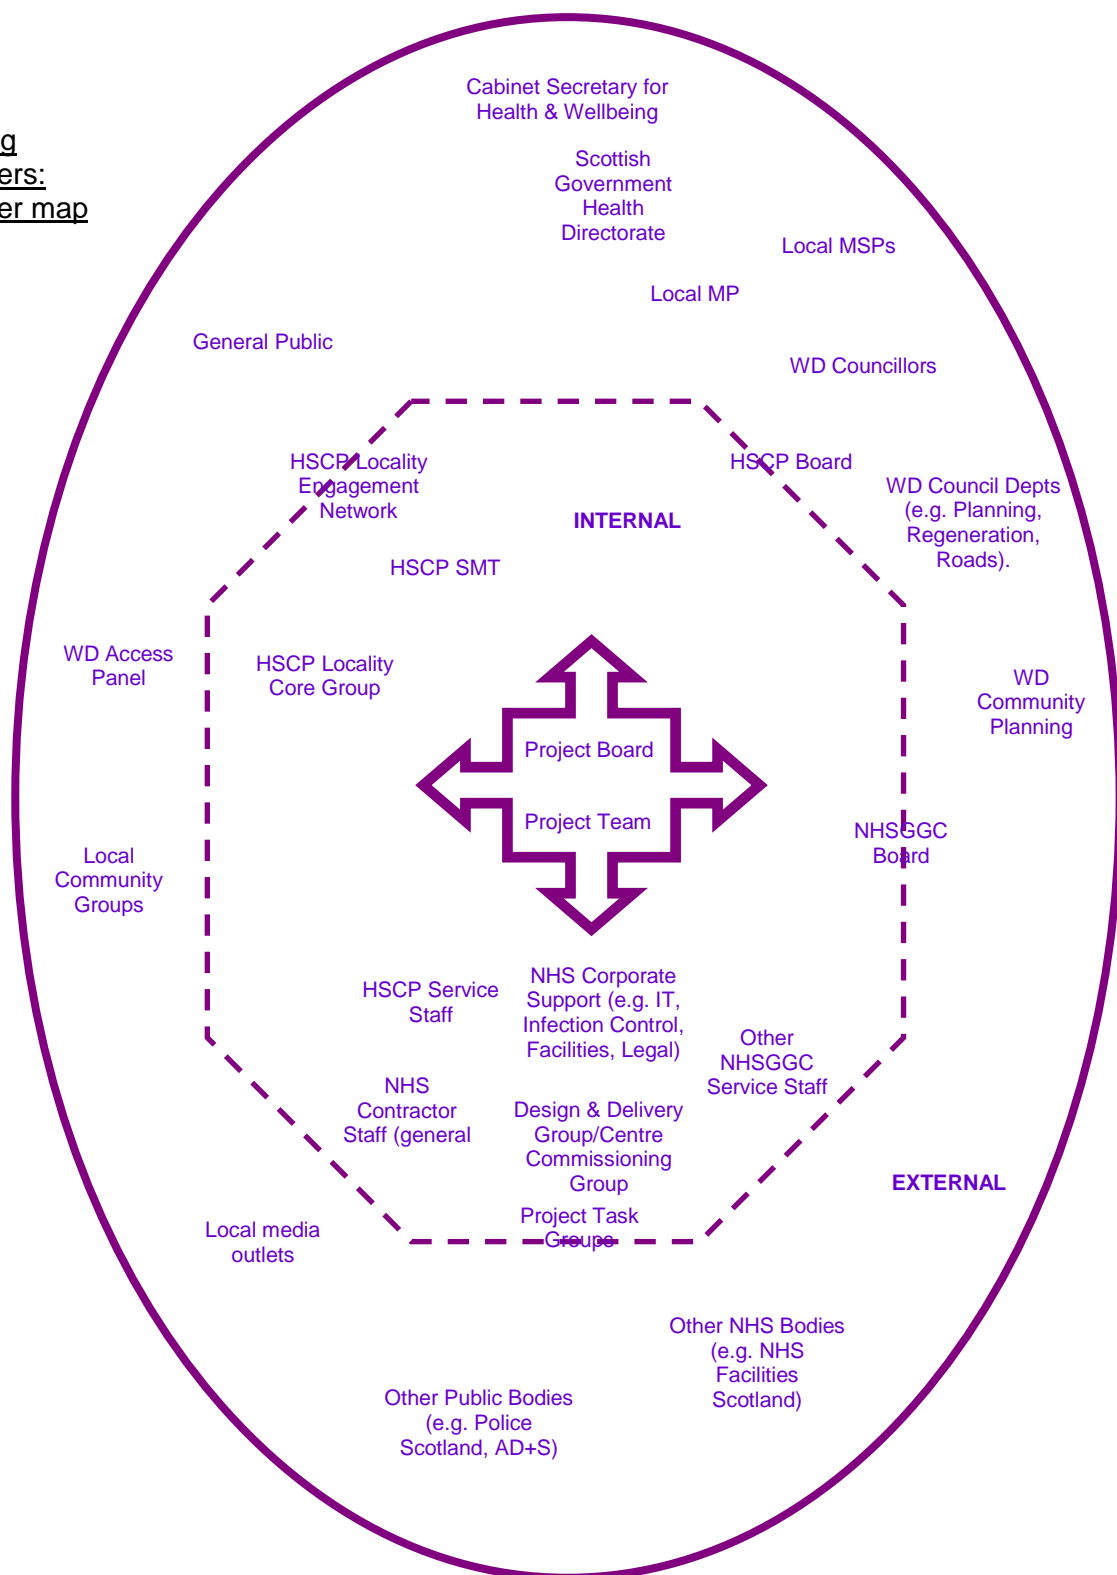 g
ers:
er map
Cabinet Secretary for
Health & Wellbeing
Scottish
Government
Health
Directorate
Local MSPs
Local MP
General Public
WD Councillors
HSCP Locality
Engagement
Network
HSCP Board
WD Council Depts
(e.g. Planning,
Regeneration,
Roads).
INTERNAL
HSCP SMT
WD Access
Panel
HSCP Locality
Core Group
WD
Community
Planning
Project Board
Project Team
NHSGGC
Board
Local
Community
Groups
HSCP Service
Staff
NHS Corporate
Support (e.g. IT,
Infection Control,
Facilities, Legal)
Other
NHSGGC
Service Staff
NHS
Contractor
Staff (general
Design & Delivery
Group/Centre
Commissioning
Group
EXTERNAL
Project Task
Groups
Local media
outlets
Other NHS Bodies
(e.g. NHS
Facilities
Scotland)
Other Public Bodies
(e.g. Police
Scotland, AD+S)